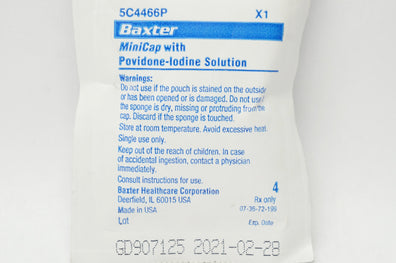 5C4466P X1
Baxter
MiniCap with
Povidone-Iodine Solution
Warnings:
Do not use if the pouch is stained on the outside
or has been opened or is damaged. Do not use if
the sponge is dry, missing or protruding from the
cap. Discard if the sponge is touched.
Store at room temperature. Avoid excessive heat.
Single use only.
Keep out of the reach of children. In case
of accidental ingestion, contact a physician
immediately.
Consult instructions for use.
Baxter Healthcare Corporation 4
Deerfield, IL 60015 USA Rx only
Made in USA 07-35-72-195
Lot Exp. Date
GD907125 2021-02-28